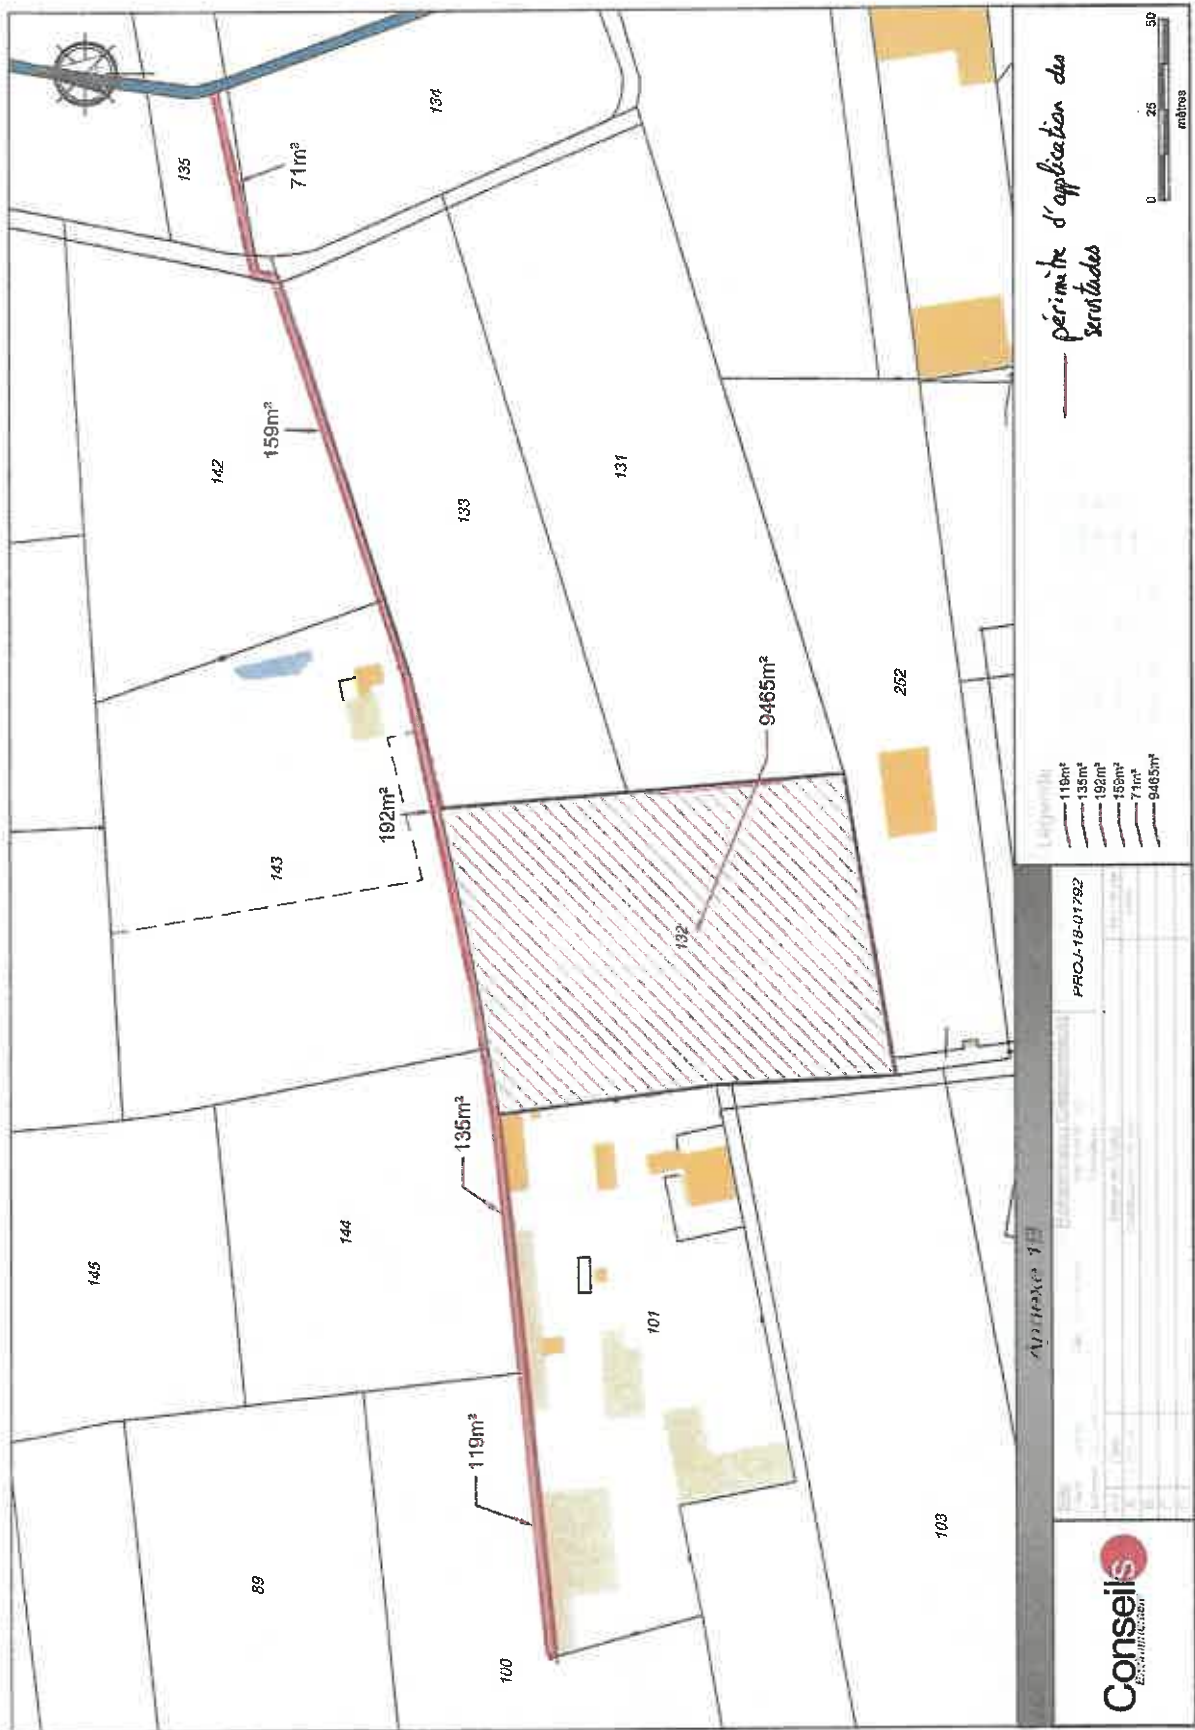 145
144
143
142
135
134
89
100
101
103
133
131
132
252
119m²
135m²
192m²
159m²
71m²
9465m²
Conseils
Environnement
Annexe 1B
PROJ-18-01792
Légende
119m²
135m²
192m²
159m²
71m²
9465m²
périmètre d'application des
servitudes
0 25 50
mètres